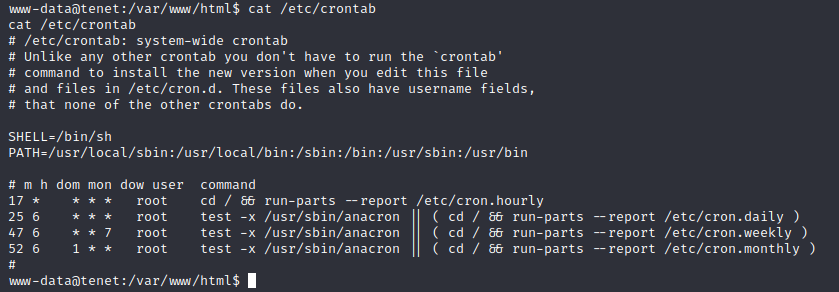 www-data@tenet:/var/www/html$ cat /etc/crontab
cat /etc/crontab
# /etc/crontab: system-wide crontab
# Unlike any other crontab you don't have to run the `crontab'
# command to install the new version when you edit this file
# and files in /etc/cron.d. These files also have username fields,
# that none of the other crontabs do.

SHELL=/bin/sh
PATH=/usr/local/sbin:/usr/local/bin:/sbin:/bin:/usr/sbin:/usr/bin

# m h dom mon dow user  command
17 *    * * *   root    cd / && run-parts --report /etc/cron.hourly
25 6    * * *   root    test -x /usr/sbin/anacron || ( cd / && run-parts --report /etc/cron.daily )
47 6    * * 7   root    test -x /usr/sbin/anacron || ( cd / && run-parts --report /etc/cron.weekly )
52 6    1 * *   root    test -x /usr/sbin/anacron || ( cd / && run-parts --report /etc/cron.monthly )
#
www-data@tenet:/var/www/html$